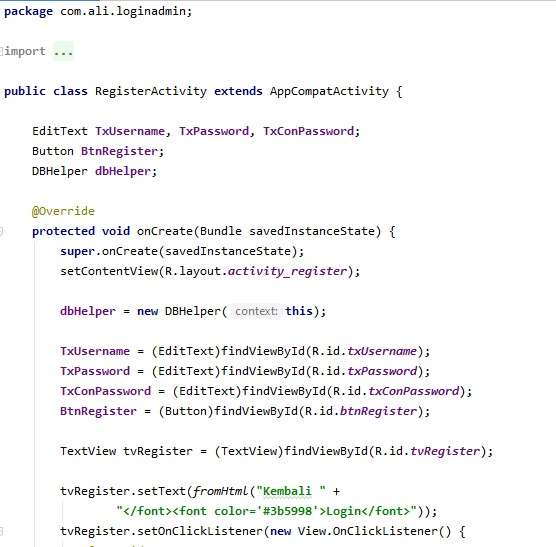 package com.ali.loginadmin;
import ...
public class RegisterActivity extends AppCompatActivity {
EditText TxUsername, TxPassword, TxConPassword;
Button BtnRegister;
DBHelper dbHelper;
@Override
protected void onCreate(Bundle savedInstanceState) {
super.onCreate(savedInstanceState);
setContentView(R.layout.activity_register);
dbHelper = new DBHelper( context: this);
TxUsername = (EditText)findViewById(R.id.txUsername);
TxPassword = (EditText)findViewById(R.id.txPassword);
TxConPassword = (EditText)findViewById(R.id.txConPassword);
BtnRegister = (Button)findViewById(R.id.btnRegister);
TextView tvRegister = (TextView)findViewById(R.id.tvRegister);
tvRegister.setText(fromHtml("Kembali " +
"</font><font color='#3b5998'>Login</font>"));
tvRegister.setOnClickListener(new View.OnClickListener() {